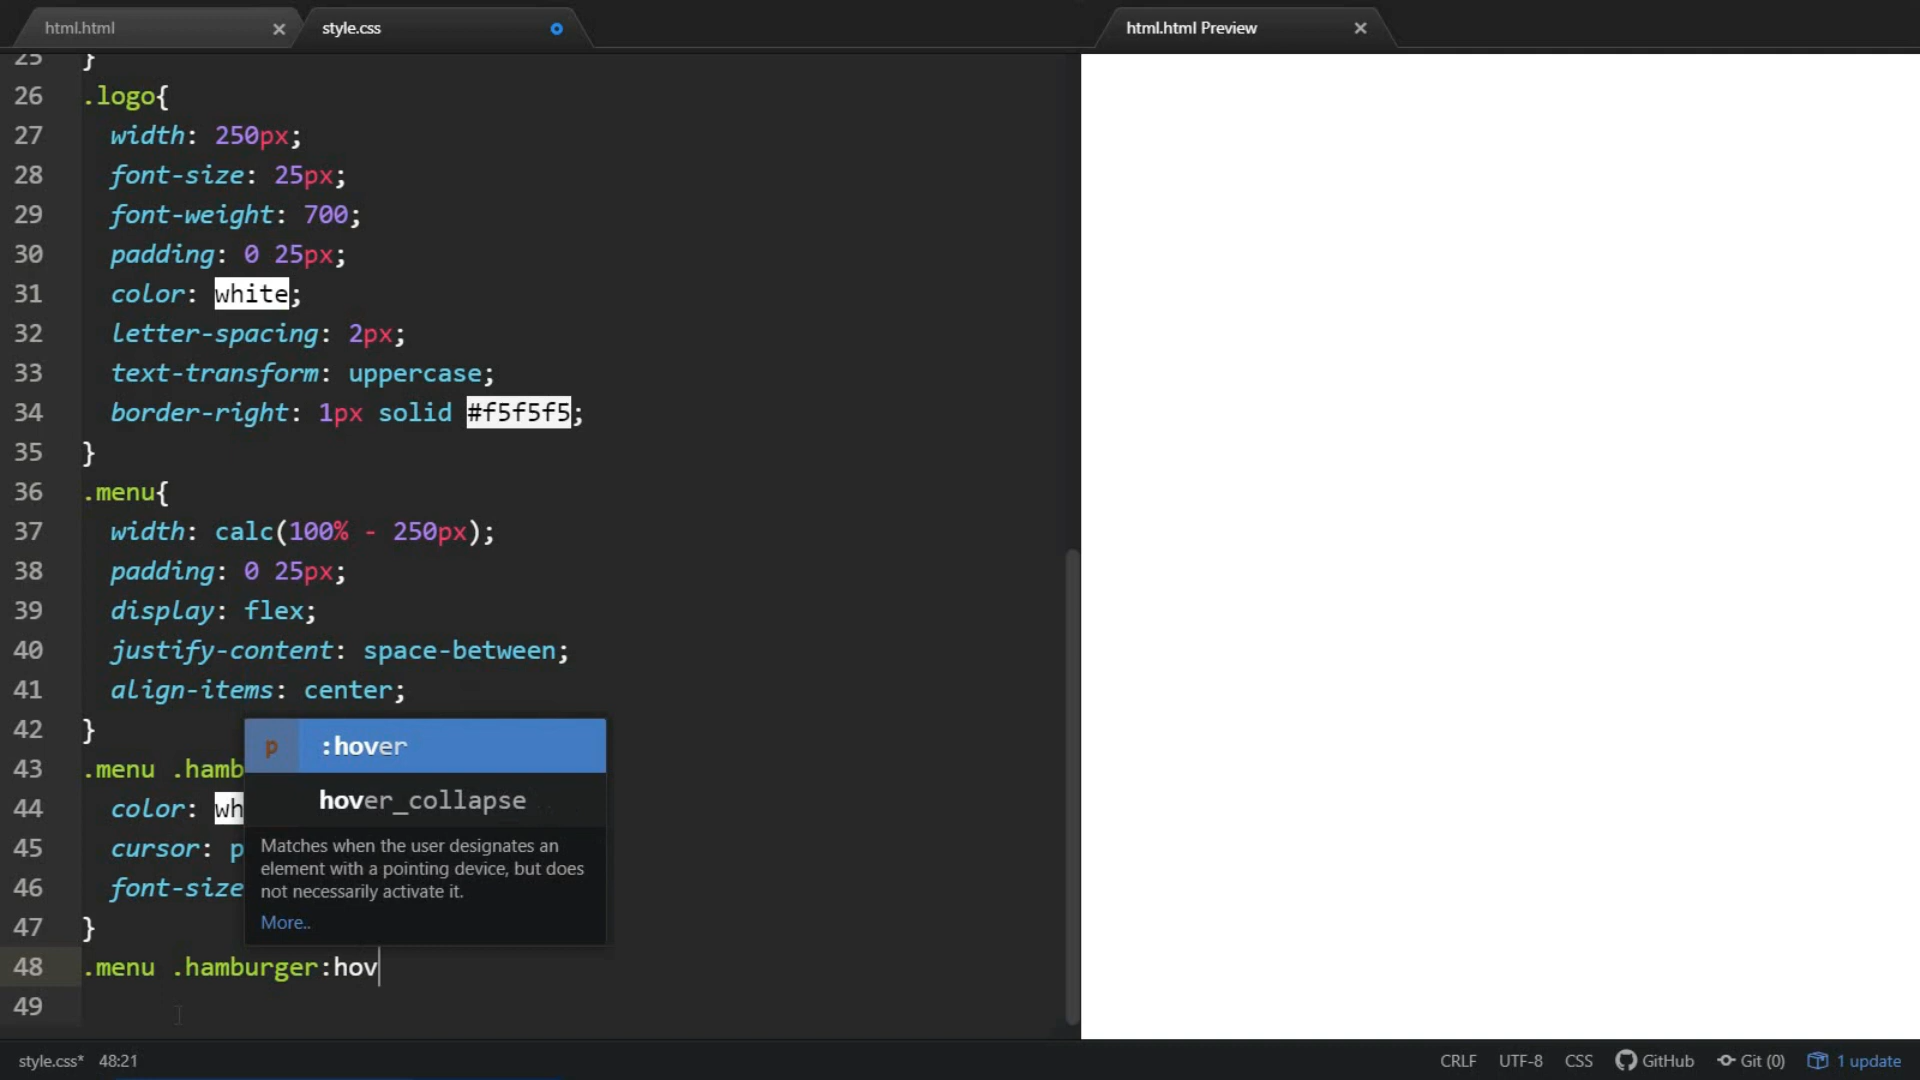 html.html
style.css
html.html Preview
25 }
26 .logo{
27 width: 250px;
28 font-size: 25px;
29 font-weight: 700;
30 padding: 0 25px;
31 color: white;
32 letter-spacing: 2px;
33 text-transform: uppercase;
34 border-right: 1px solid #f5f5f5;
35 }
36 .menu{
37 width: calc(100% - 250px);
38 padding: 0 25px;
39 display: flex;
40 justify-content: space-between;
41 align-items: center;
42 }
p :hover
43 .menu .hamb
hover_collapse
44 color: wh
Matches when the user designates an
45 cursor: p
element with a pointing device, but does
46 font-size
not necessarily activate it.
More..
47 }
48 .menu .hamburger:hov
49
style.css* 48:21 CRLF UTF-8 CSS GitHub Git (0) 1 update